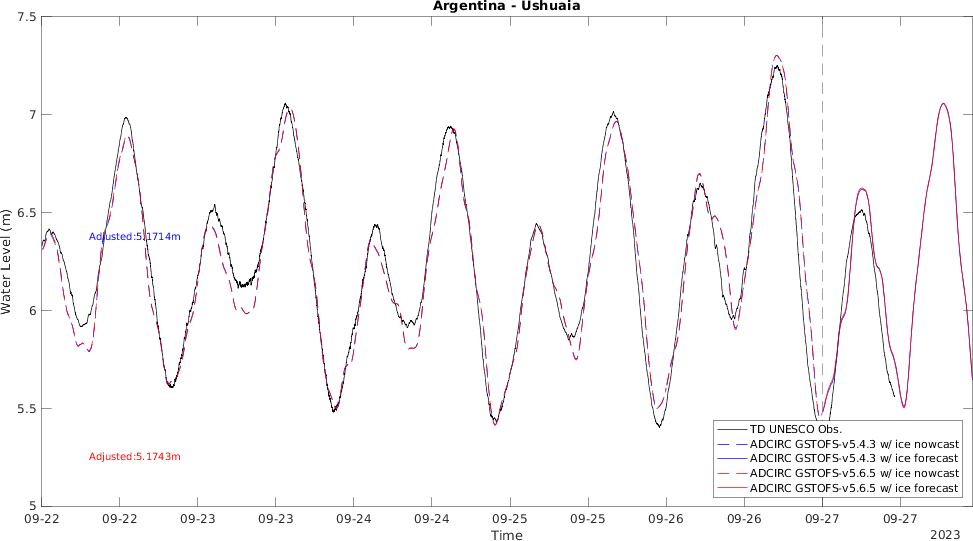 Argentina - Ushuaia
7.5
7
6.5
6
5.5
5
Water Level (m)
Adjusted:5.1714m
Adjusted:5.1743m
TD UNESCO Obs.
ADCIRC GSTOFS-v5.4.3 w/ ice nowcast
ADCIRC GSTOFS-v5.4.3 w/ ice forecast
ADCIRC GSTOFS-v5.6.5 w/ ice nowcast
ADCIRC GSTOFS-v5.6.5 w/ ice forecast
09-22 09-22 09-23 09-23 09-24 09-24 09-25 09-25 09-26 09-26 09-27 09-27
Time
2023